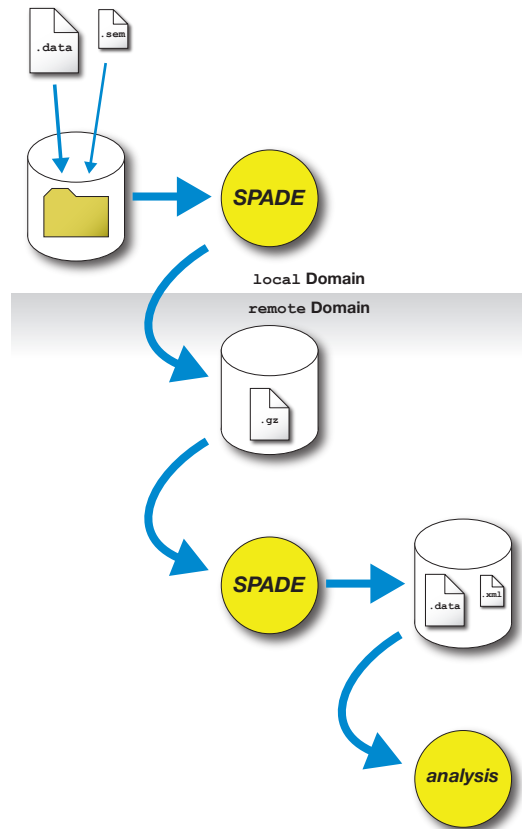 .data
.sem
SPADE
local Domain
remote Domain
.gz
SPADE
.data
.xml
analysis